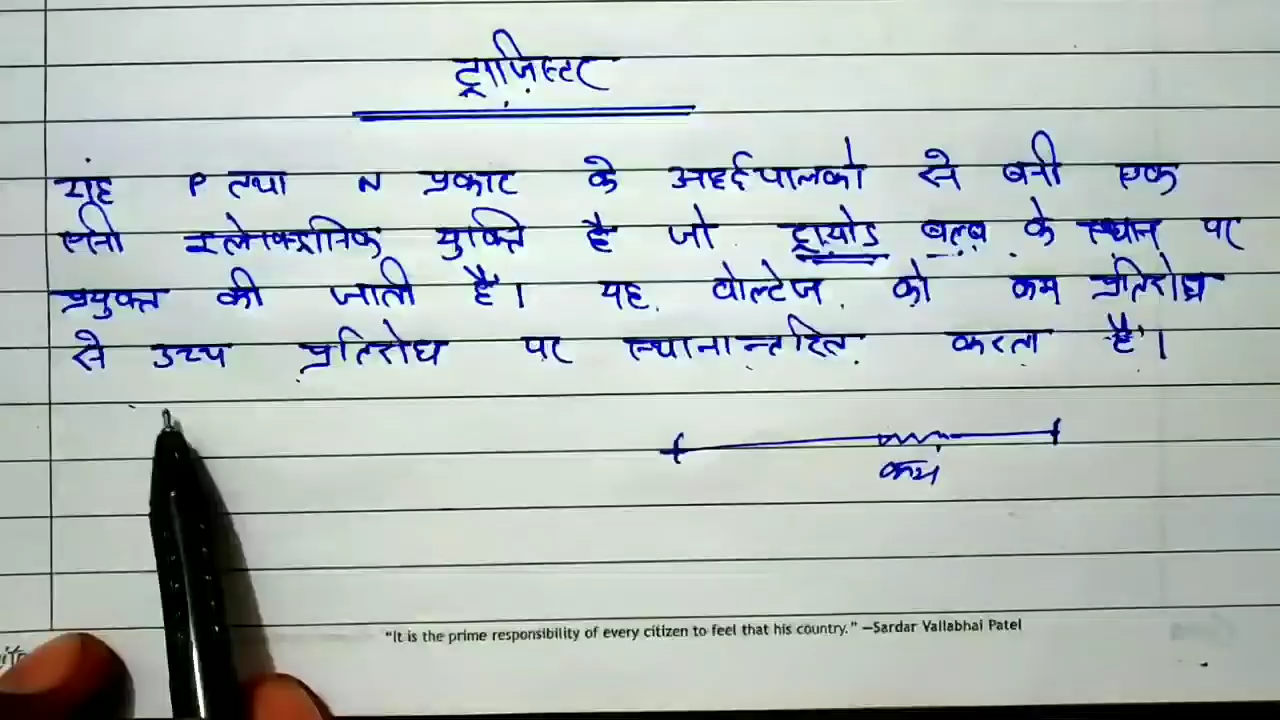 ट्रांजिस्टर
यह P तथा N प्रकार के अर्द्धचालको से बनी एक
ऐसी इलेक्ट्रानिक युक्ति है जो ट्रायोड बल्ब के स्थान पर
प्रयुक्त की जाती है। यह वोल्टेज को कम प्रतिरोध
से उच्च प्रतिरोध पर स्थानान्तरित करता है।
कम
"It is the prime responsibility of every citizen to feel that his country." —Sardar Vallabhai Patel